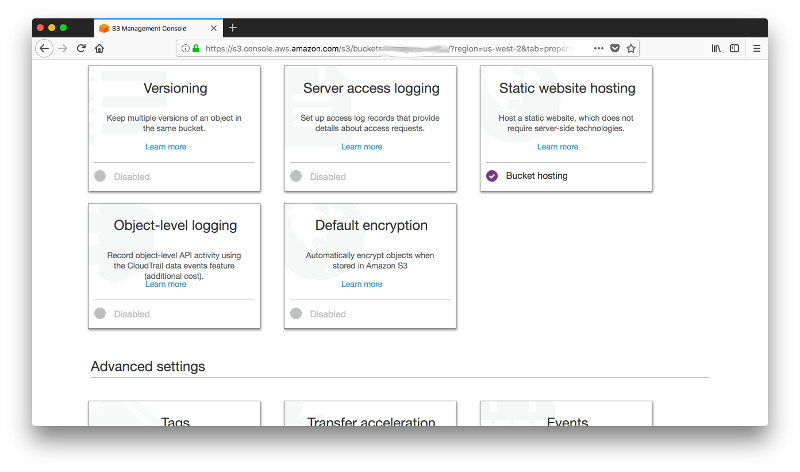 S3 Management Console
https://s3.console.aws.amazon.com/s3/buckets /?region=us-west-2&tab=proper
Versioning
Keep multiple versions of an object in
the same bucket.
Learn more
Disabled
Server access logging
Set up access log records that provide
details about access requests.
Learn more
Disabled
Static website hosting
Host a static website, which does not
require server-side technologies.
Learn more
Bucket hosting
Object-level logging
Record object-level API activity using
the CloudTrail data events feature
(additional cost).
Learn more
Disabled
Default encryption
Automatically encrypt objects when
stored in Amazon S3
Learn more
Disabled
Advanced settings
Tags
Transfer acceleration
Events